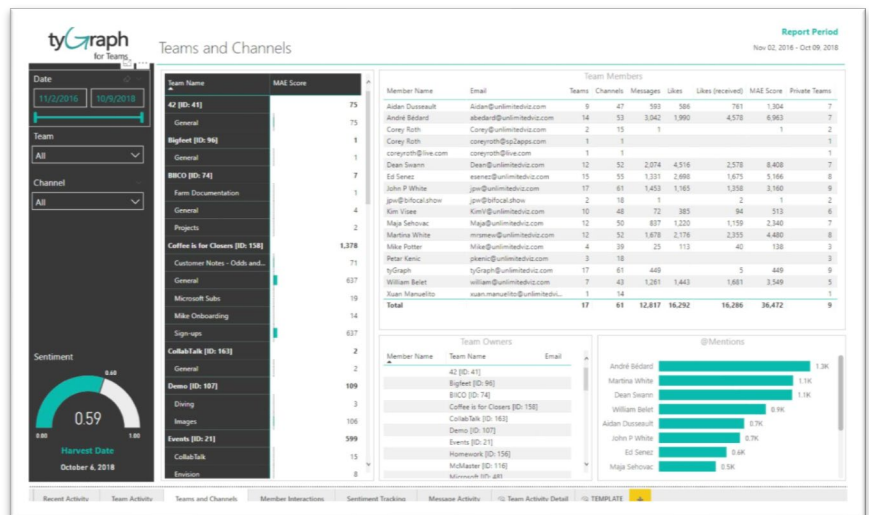 tyGraph
for Teams
Teams and Channels
Report Period
Nov 02, 2016 - Oct 09, 2018
Date
11/2/2016 10/9/2018
Team
All
Channel
All
Sentiment
0.60
0.59
0.00 1.00
Harvest Date
October 6, 2018
Team Name MAE Score
42 [ID: 41] 75
General 75
Bigfeet [ID: 96] 1
General 1
BIICO [ID: 74] 7
Farm Documentation 1
General 4
Projects 2
Coffee is for Closers [ID: 158] 1,378
Customer Notes - Odds and... 71
General 637
Microsoft Subs 19
Mike Onboarding 14
Sign-ups 637
CollabTalk [ID: 163] 2
General 2
Demo [ID: 107] 109
Diving 3
Images 106
Events [ID: 21] 599
CollabTalk 15
Envision 8
Team Members
Member Name Email Teams Channels Messages Likes Likes (received) MAE Score Private Teams
Aidan Dusseault Aidan@unlimitedviz.com 9 47 593 586 761 1,304 7
André Bédard abedard@unlimitedviz.com 14 53 3,042 1,990 4,578 6,963 7
Corey Roth Corey@unlimitedviz.com 2 15 1 1 2
Corey Roth coreyroth@sp2apps.com 1 1 1
coreyroth@live.com coreyroth@live.com 1 1 1
Dean Swann Dean@unlimitedviz.com 12 52 2,074 4,516 2,578 8,408 7
Ed Senez esenez@unlimitedviz.com 15 55 1,331 2,698 1,675 5,166 8
John P White jpw@unlimitedviz.com 17 61 1,453 1,165 1,358 3,160 9
jpw@bifocal.show jpw@bifocal.show 2 18 1 2 1 2
Kim Visee KimV@unlimitedviz.com 10 48 72 385 94 513 6
Maja Sehovac Maja@unlimitedviz.com 12 50 837 1,220 1,159 2,340 7
Martina White mrsmew@unlimitedviz.com 12 52 1,678 2,176 2,355 4,480 8
Mike Potter Mike@unlimitedviz.com 4 39 25 113 40 138 3
Petar Kenic pkenic@unlimitedviz.com 3 18 3
tyGraph tyGraph@unlimitedviz.com 17 61 449 5 449 9
William Belet william@unlimitedviz.com 7 43 1,261 1,443 1,681 3,549 5
Xuan Manuelito xuan.manuelito@unlimitedvi... 1 14 1
Total 17 61 12,817 16,292 16,286 36,472 9
Team Owners
Member Name Team Name Email
42 [ID: 41]
Bigfeet [ID: 96]
BIICO [ID: 74]
Coffee is for Closers [ID: 158]
CollabTalk [ID: 163]
Demo [ID: 107]
Events [ID: 21]
Homework [ID: 156]
McMaster [ID: 116]
Microsoft [ID: 48]
@Mentions
André Bédard 1.3K
Martina White 1.1K
Dean Swann 1.1K
William Belet 0.9K
Aidan Dusseault 0.7K
John P White 0.7K
Ed Senez 0.6K
Maja Sehovac 0.5K
Recent Activity Team Activity Teams and Channels Member Interactions Sentiment Tracking Message Activity Team Activity Detail TEMPLATE +